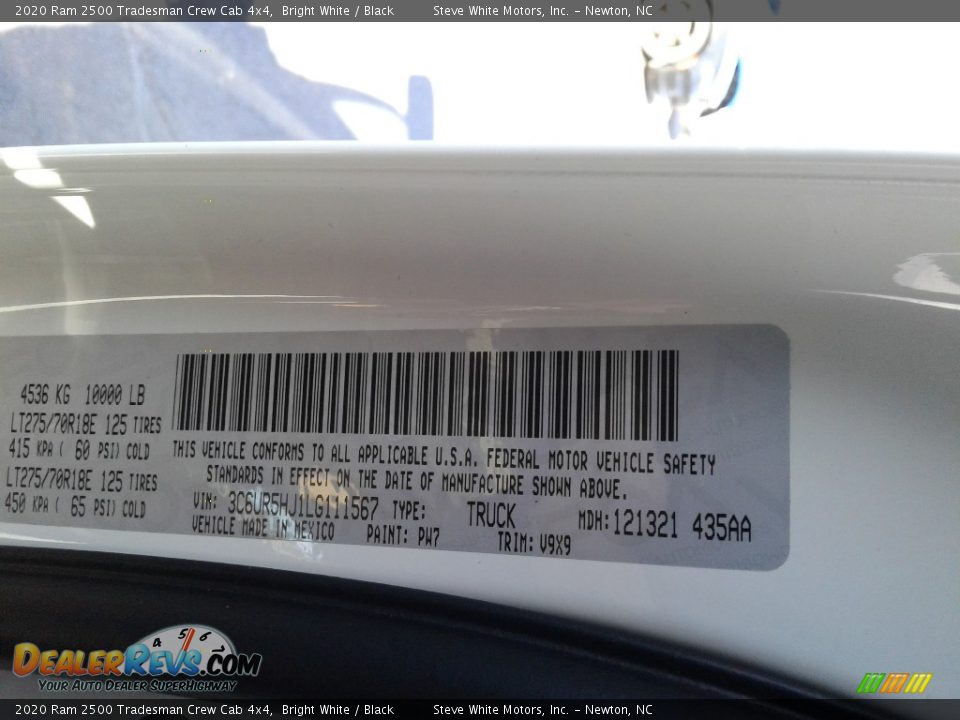 2020 Ram 2500 Tradesman Crew Cab 4x4, Bright White / Black Steve White Motors, Inc. - Newton, NC
4536 KG 10000 LB
LT275/70R18E 125 TIRES
415 KPA ( 60 PSI) COLD
LT275/70R18E 125 TIRES
450 KPA ( 65 PSI) COLD
THIS VEHICLE CONFORMS TO ALL APPLICABLE U.S.A. FEDERAL MOTOR VEHICLE SAFETY
STANDARDS IN EFFECT ON THE DATE OF MANUFACTURE SHOWN ABOVE.
VIN: 3C6UR5HJ1LG111567 TYPE: TRUCK MDH:121321 435AA
VEHICLE MADE IN MEXICO PAINT: PW7 TRIM: V9X9
4 5 6 7
DEALERREVS.COM
YOUR AUTO DEALER SUPERHIGHWAY
2020 Ram 2500 Tradesman Crew Cab 4x4, Bright White / Black Steve White Motors, Inc. - Newton, NC